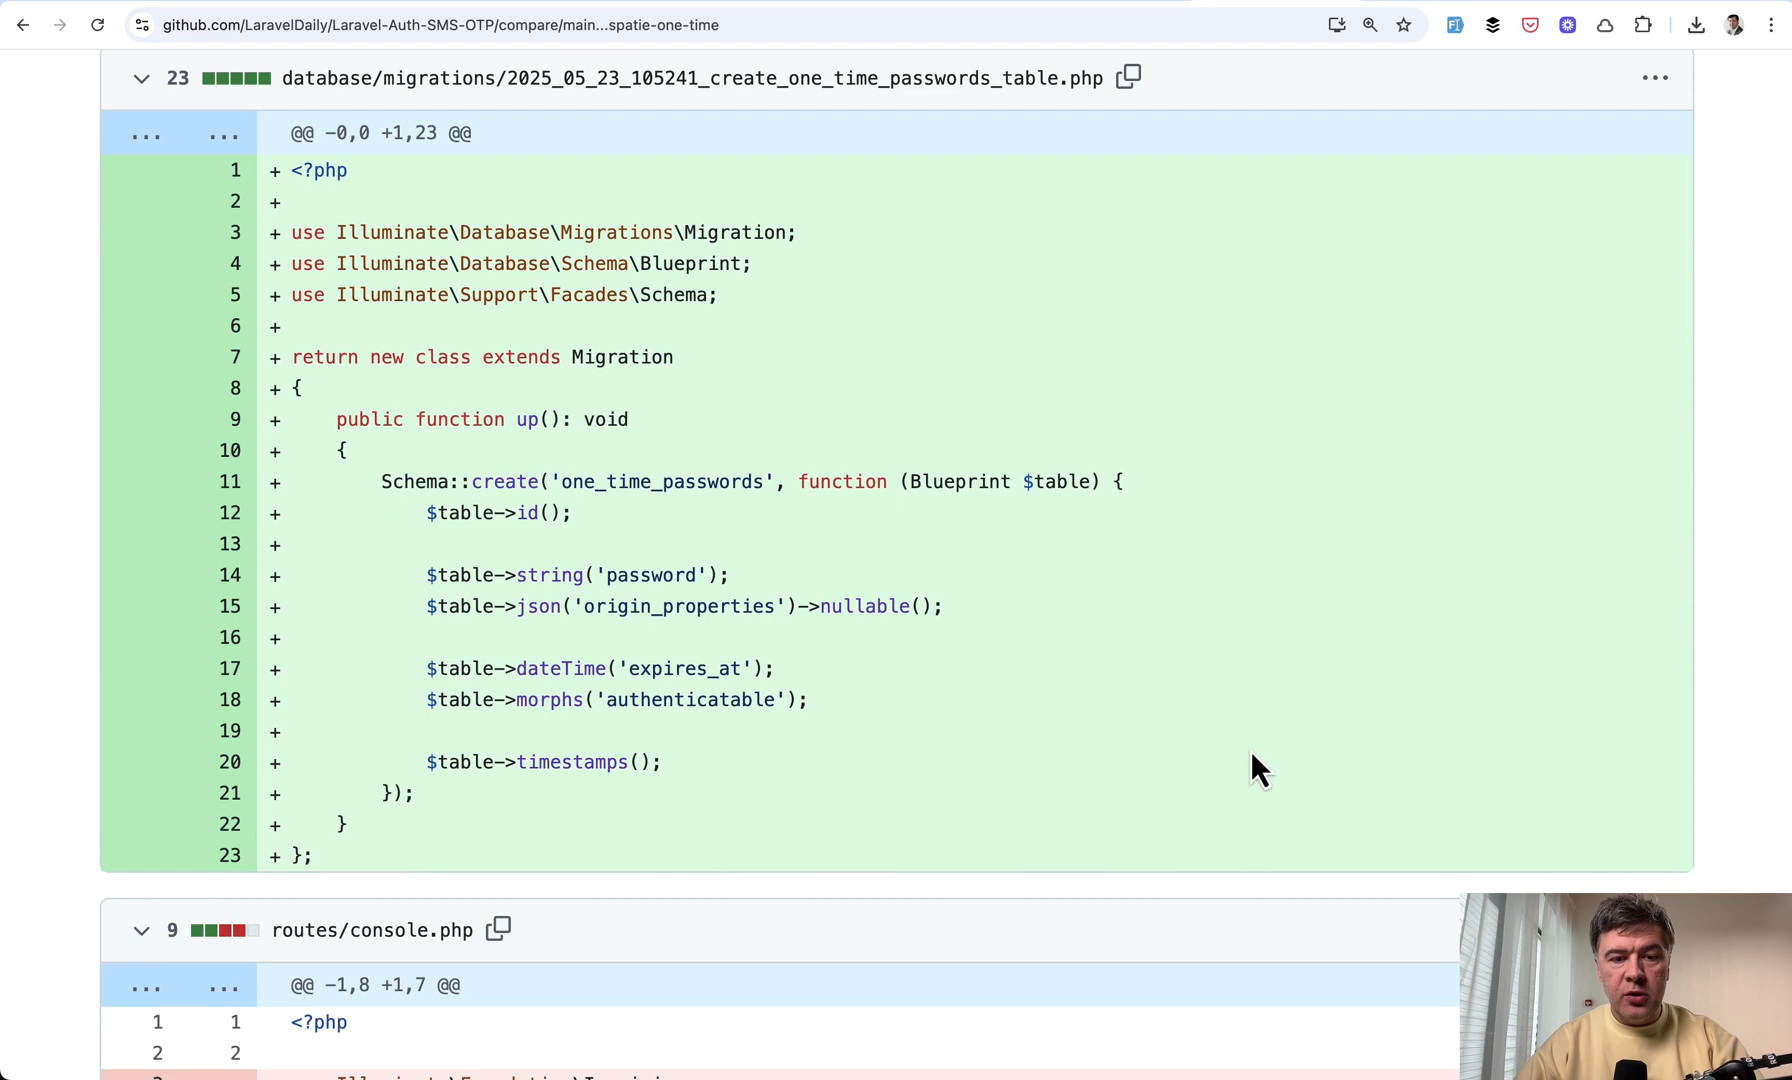 github.com/LaravelDaily/Laravel-Auth-SMS-OTP/compare/main...spatie-one-time
23 database/migrations/2025_05_23_105241_create_one_time_passwords_table.php
... ... @@ -0,0 +1,23 @@
1 + <?php
2 +
3 + use Illuminate\Database\Migrations\Migration;
4 + use Illuminate\Database\Schema\Blueprint;
5 + use Illuminate\Support\Facades\Schema;
6 +
7 + return new class extends Migration
8 + {
9 + public function up(): void
10 + {
11 + Schema::create('one_time_passwords', function (Blueprint $table) {
12 + $table->id();
13 +
14 + $table->string('password');
15 + $table->json('origin_properties')->nullable();
16 +
17 + $table->dateTime('expires_at');
18 + $table->morphs('authenticatable');
19 +
20 + $table->timestamps();
21 + });
22 + }
23 + };
9 routes/console.php
... ... @@ -1,8 +1,7 @@
1 1 <?php
2 2